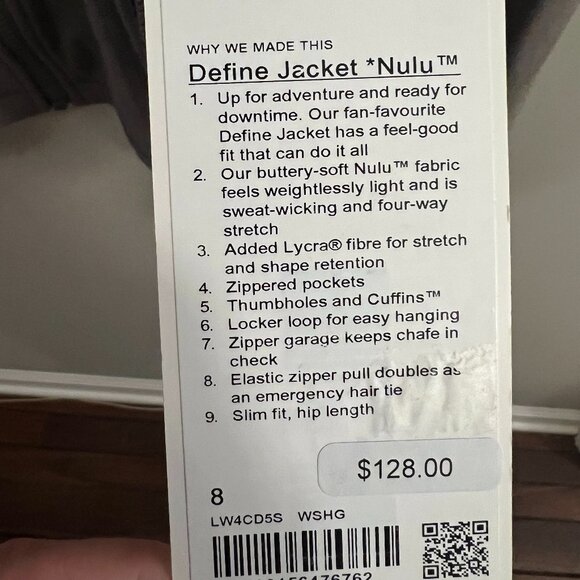 WHY WE MADE THIS
Define Jacket *Nulu™
1. Up for adventure and ready for
downtime. Our fan-favourite
Define Jacket has a feel-good
fit that can do it all
2. Our buttery-soft Nulu™ fabric
feels weightlessly light and is
sweat-wicking and four-way
stretch
3. Added Lycra® fibre for stretch
and shape retention
4. Zippered pockets
5. Thumbholes and Cuffins™
6. Locker loop for easy hanging
7. Zipper garage keeps chafe in
check
8. Elastic zipper pull doubles as
an emergency hair tie
9. Slim fit, hip length
$128.00
8
LW4CD5S WSHG